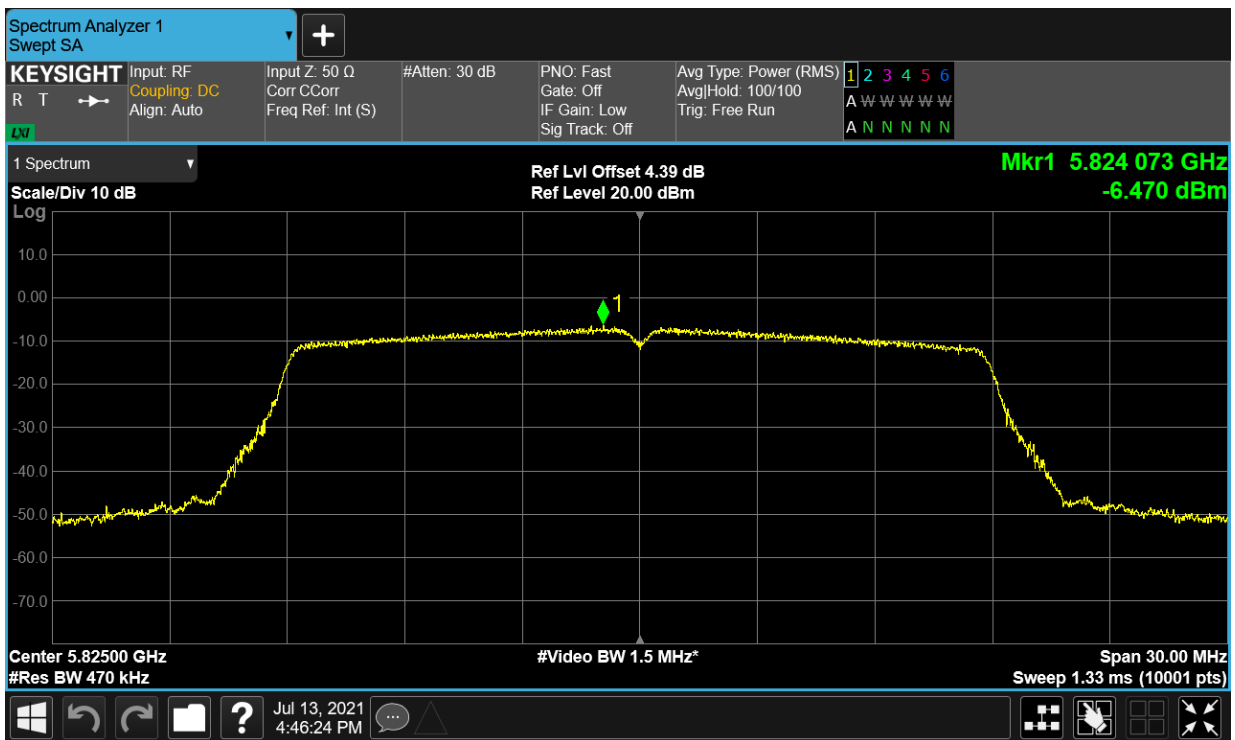 Spectrum Analyzer 1
Swept SA
KEYSIGHT
R T
LXI
Input: RF
Coupling: DC
Align: Auto
Input Z: 50 Ω
Corr CCorr
Freq Ref: Int (S)
#Atten: 30 dB
PNO: Fast
Gate: Off
IF Gain: Low
Sig Track: Off
Avg Type: Power (RMS)
Avg|Hold: 100/100
Trig: Free Run
1 2 3 4 5 6
A W W W W W
A N N N N N
1 Spectrum
Scale/Div 10 dB
Log
Ref Lvl Offset 4.39 dB
Ref Level 20.00 dBm
Mkr1 5.824 073 GHz
-6.470 dBm
10.0
0.00
1
-10.0
-20.0
-30.0
-40.0
-50.0
-60.0
-70.0
Center 5.82500 GHz
#Res BW 470 kHz
#Video BW 1.5 MHz*
Span 30.00 MHz
Sweep 1.33 ms (10001 pts)
?
Jul 13, 2021
4:46:24 PM